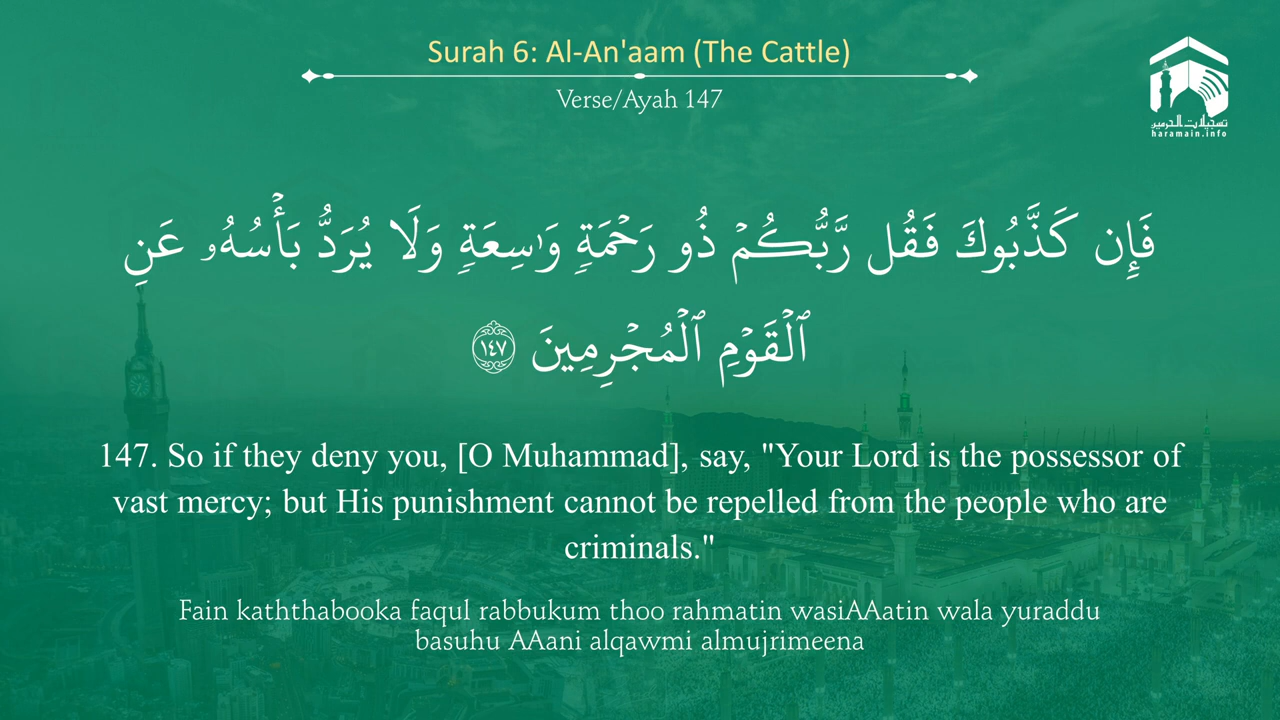 Surah 6: Al-An'aam (The Cattle)
Verse/Ayah 147
تسجيلات الحرمين
haramain.info
فَإِن كَذَّبُوكَ فَقُل رَّبُّكُمْ ذُو رَحْمَةٍ وَٰسِعَةٍ وَلَا يُرَدُّ بَأْسُهُۥ عَنِ
ٱلْقَوْمِ ٱلْمُجْرِمِينَ ١٤٧
147. So if they deny you, [O Muhammad], say, "Your Lord is the possessor of
vast mercy; but His punishment cannot be repelled from the people who are
criminals."
Fain kaththabooka faqul rabbukum thoo rahmatin wasiAAatin wala yuraddu
basuhu AAani alqawmi almujrimeena